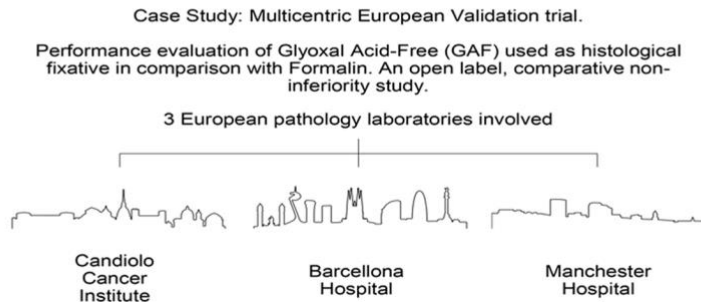 Case Study: Multicentric European Validation trial.
Performance evaluation of Glyoxal Acid-Free (GAF) used as histological
fixative in comparison with Formalin. An open label, comparative non-
inferiority study.
3 European pathology laboratories involved
Candiolo
Cancer
Institute
Barcellona
Hospital
Manchester
Hospital